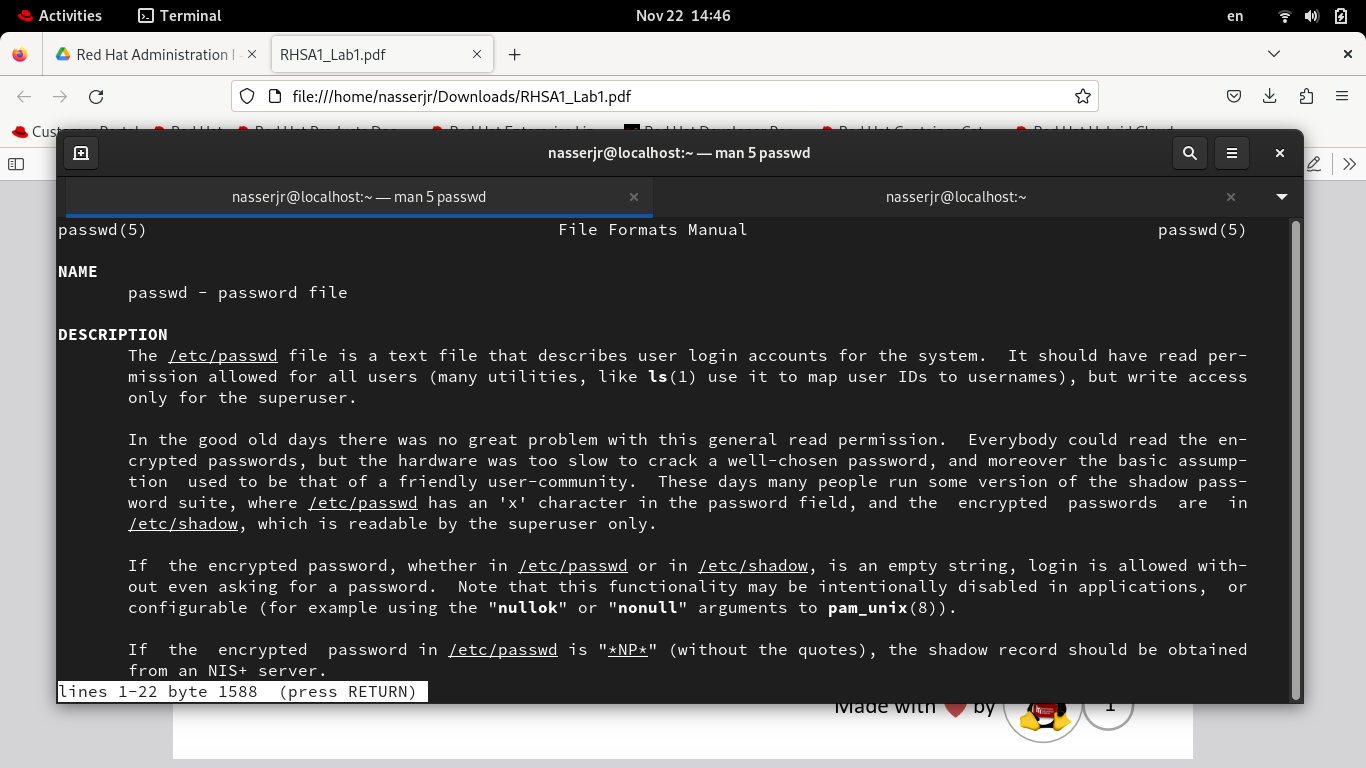 Activities Terminal Nov 22 14:46 en
Red Hat Administration I - RHSA1_Lab1.pdf
file:///home/nasserjr/Downloads/RHSA1_Lab1.pdf
nasserjr@localhost:~ — man 5 passwd
nasserjr@localhost:~ — man 5 passwd nasserjr@localhost:~
passwd(5) File Formats Manual passwd(5)
NAME
passwd - password file
DESCRIPTION
The /etc/passwd file is a text file that describes user login accounts for the system. It should have read per-
mission allowed for all users (many utilities, like ls(1) use it to map user IDs to usernames), but write access
only for the superuser.
In the good old days there was no great problem with this general read permission. Everybody could read the en-
crypted passwords, but the hardware was too slow to crack a well-chosen password, and moreover the basic assump-
tion used to be that of a friendly user-community. These days many people run some version of the shadow pass-
word suite, where /etc/passwd has an 'x' character in the password field, and the encrypted passwords are in
/etc/shadow, which is readable by the superuser only.
If the encrypted password, whether in /etc/passwd or in /etc/shadow, is an empty string, login is allowed with-
out even asking for a password. Note that this functionality may be intentionally disabled in applications, or
configurable (for example using the "nullok" or "nonull" arguments to pam_unix(8)).
If the encrypted password in /etc/passwd is "*NP*" (without the quotes), the shadow record should be obtained
from an NIS+ server.
lines 1-22 byte 1588 (press RETURN)
Made with by 1